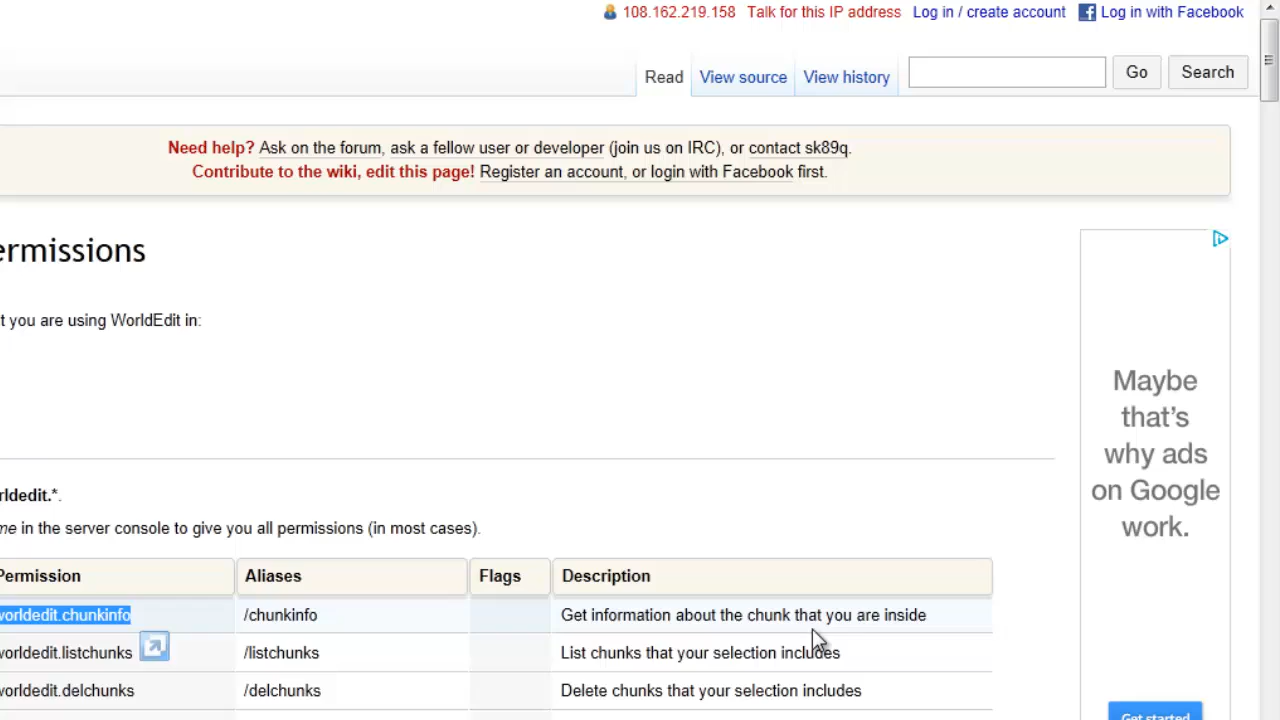 108.162.219.158 Talk for this IP address Log in / create account Log in with Facebook
Read View source View history Go Search
Need help? Ask on the forum, ask a fellow user or developer (join us on IRC), or contact sk89q.
Contribute to the wiki, edit this page! Register an account, or login with Facebook first.
ermissions
t you are using WorldEdit in:
Maybe
that's
why ads
on Google
work.
rldedit.*.
me in the server console to give you all permissions (in most cases).
Permission Aliases Flags Description
worldedit.chunkinfo /chunkinfo Get information about the chunk that you are inside
worldedit.listchunks /listchunks List chunks that your selection includes
worldedit.delchunks /delchunks Delete chunks that your selection includes
Get started